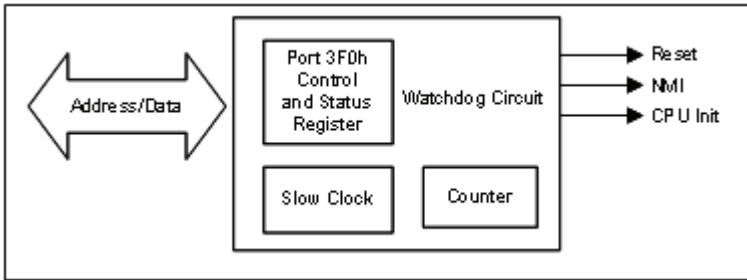 Address/Data
Port 3F0h
Control
and Status
Register
Watchdog Circuit
Slow Clock
Counter
Reset
NMI
CPU Init